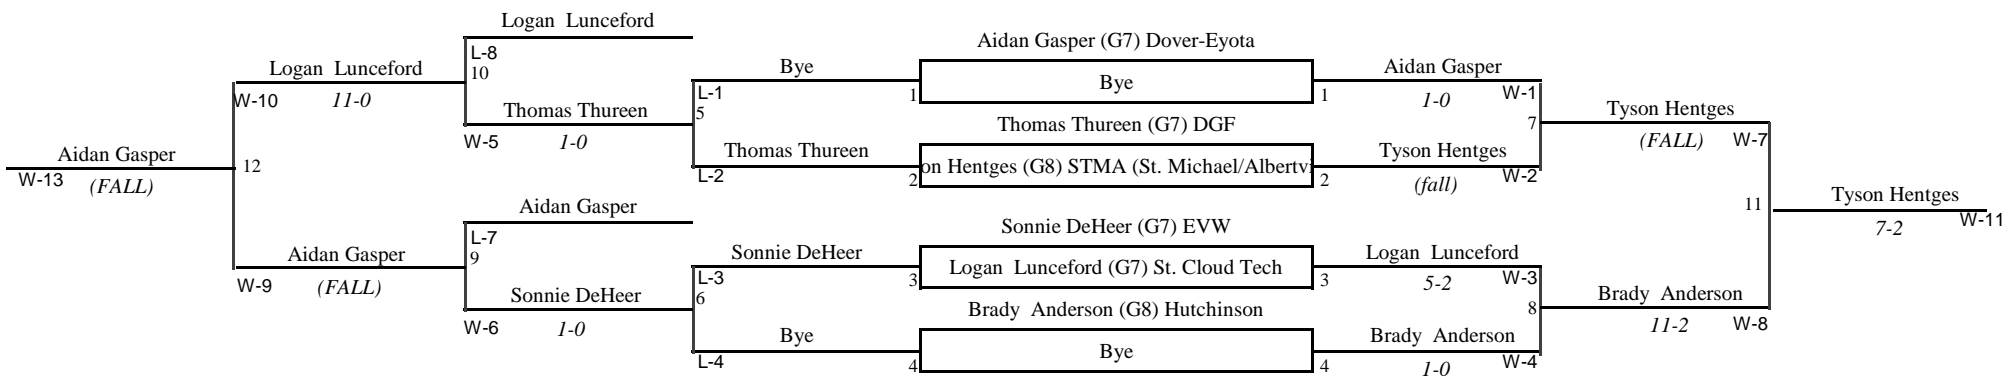 Logan Lunceford
L-8
10
Logan Lunceford
W-10
11-0
Thomas Thureen
W-5
1-0
Aidan Gasper
W-13
(FALL)
12
Aidan Gasper
L-7
9
Aidan Gasper
W-9
(FALL)
Sonnie DeHeer
W-6
1-0
Bye
L-1
5
Thomas Thureen
L-2
Sonnie DeHeer
L-3
6
Bye
L-4
Aidan Gasper (G7) Dover-Eyota
1
Bye
1
Thomas Thureen (G7) DGF
2
on Hentges (G8) STMA (St. Michael/Albertvi
2
Sonnie DeHeer (G7) EVW
3
Logan Lunceford (G7) St. Cloud Tech
3
Brady Anderson (G8) Hutchinson
4
Bye
4
Aidan Gasper
1-0
W-1
7
Tyson Hentges
(fall)
W-2
Logan Lunceford
5-2
W-3
8
Brady Anderson
1-0
W-4
Tyson Hentges
(FALL)
W-7
11
Brady Anderson
11-2
W-8
Tyson Hentges
7-2
W-11